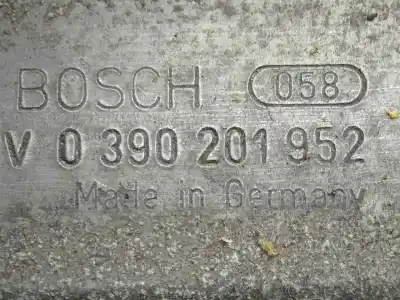 BOSCH 058
V 0 390 201 952
Made in Germany